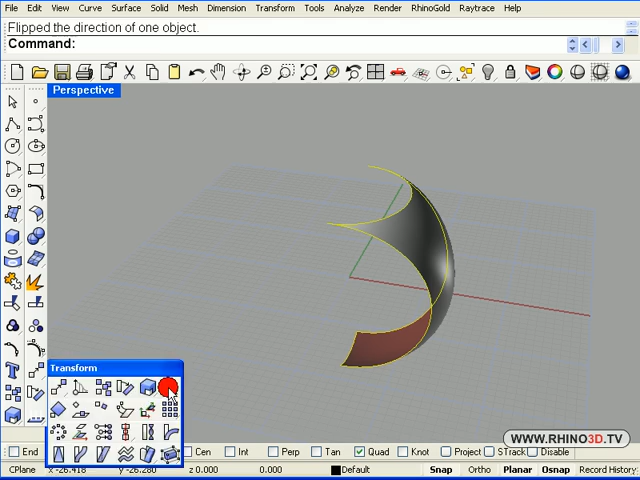 File Edit View Curve Surface Solid Mesh Dimension Transform Tools Analyze Render RhinoGold Raytrace Help
Flipped the direction of one object.
Command:
Perspective
Transform
WWW.RHINO3D.TV
End Cen Int Perp Tan Quad Knot Project STrack Disable
CPlane x -26.418 y -26.280 z 0.000 0.000 Default Snap Ortho Planar Osnap Record History